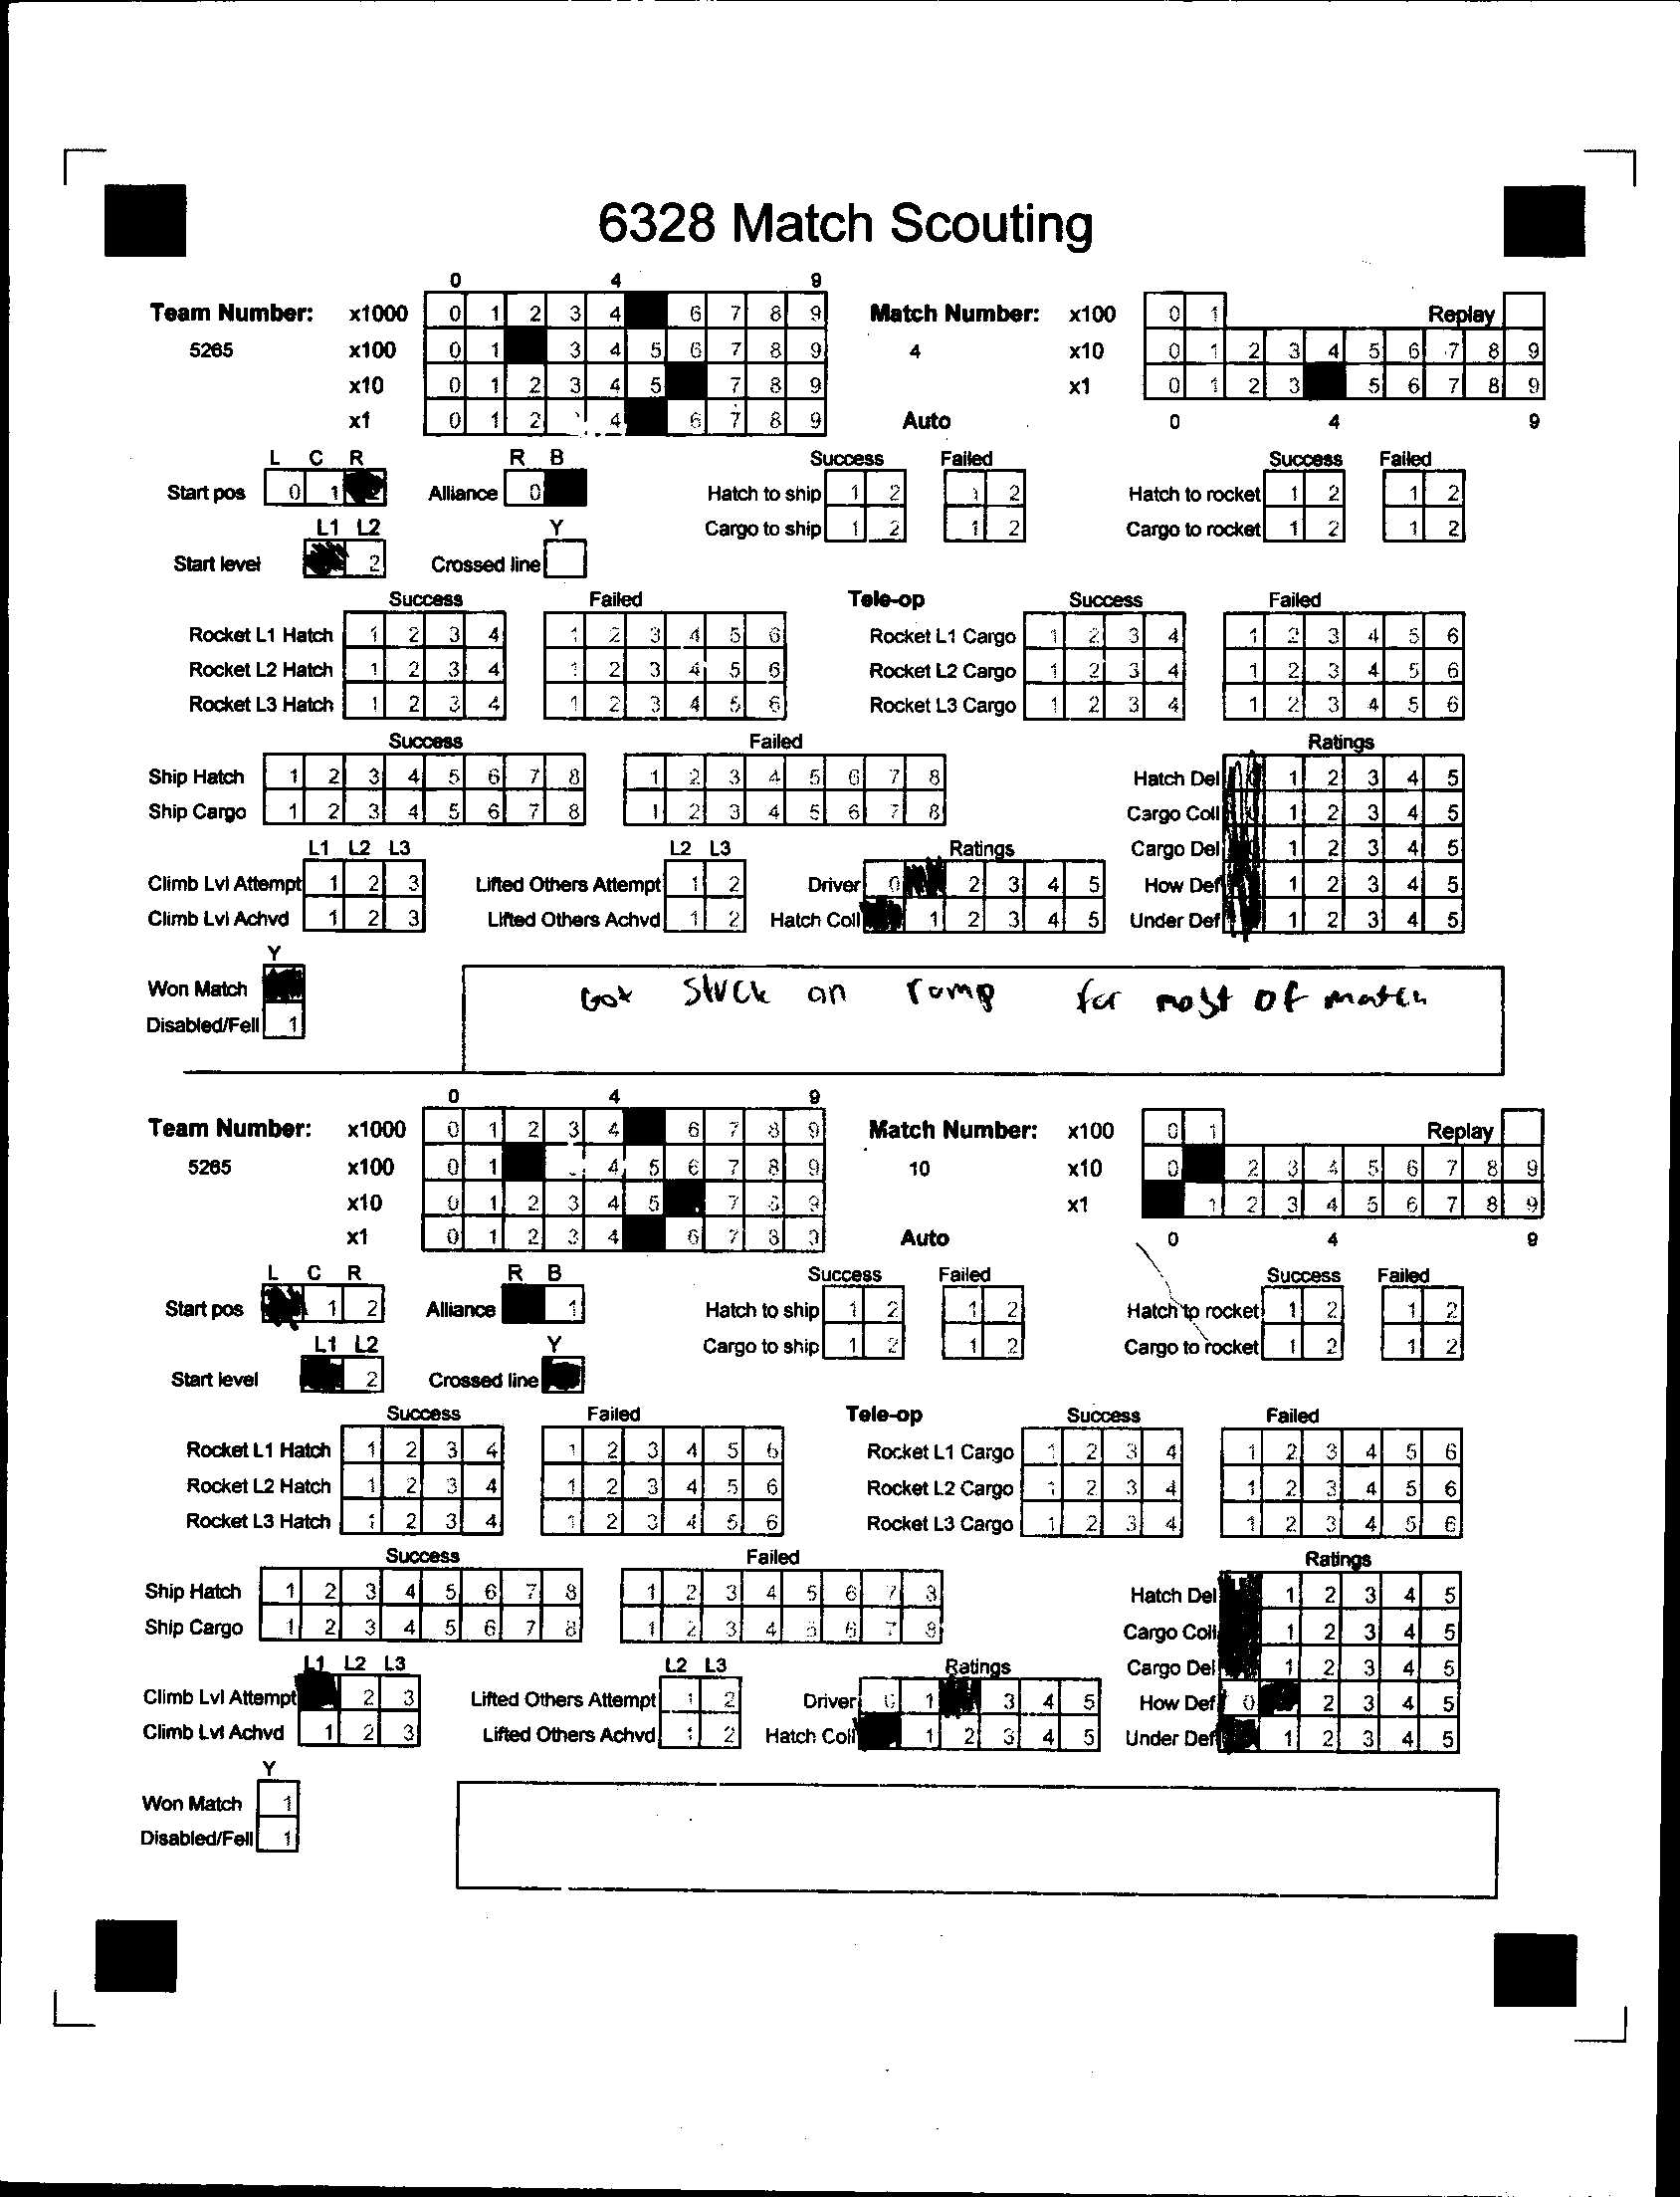 6328 Match Scouting
0 4 9
Team Number: x1000 0 1 2 3 4 6 7 8 9 Match Number: x100 0 1 Replay
5265 x100 0 1 3 4 5 6 7 8 9 4 x10 0 1 2 3 4 5 6 7 8 9
x10 0 1 2 3 4 5 7 8 9 x1 0 1 2 3 5 6 7 8 9
x1 0 1 2 4 6 7 8 9 Auto 0 4 9
L C R R B Success Failed Success Failed
Start pos 0 1 Alliance 0 Hatch to ship 1 2 1 2 Hatch to rocket 1 2 1 2
L1 L2 Y Cargo to ship 1 2 1 2 Cargo to rocket 1 2 1 2
Start level 2 Crossed line
Success Failed Tele-op Success Failed
Rocket L1 Hatch 1 2 3 4 1 2 3 4 5 6 Rocket L1 Cargo 1 2 3 4 1 2 3 4 5 6
Rocket L2 Hatch 1 2 3 4 1 2 3 4 5 6 Rocket L2 Cargo 1 2 3 4 1 2 3 4 5 6
Rocket L3 Hatch 1 2 3 4 1 2 3 4 5 6 Rocket L3 Cargo 1 2 3 4 1 2 3 4 5 6
Success Failed Ratings
Ship Hatch 1 2 3 4 5 6 7 8 1 2 3 4 5 6 7 8 Hatch Del 1 2 3 4 5
Ship Cargo 1 2 3 4 5 6 7 8 1 2 3 4 5 6 7 8 Cargo Coll 1 2 3 4 5
L1 L2 L3 L2 L3 Ratings Cargo Del 1 2 3 4 5
Climb Lvl Attempt 1 2 3 Lifted Others Attempt 1 2 Driver 0 2 3 4 5 How Def 1 2 3 4 5
Climb Lvl Achvd 1 2 3 Lifted Others Achvd 1 2 Hatch Coll 1 2 3 4 5 Under Def 1 2 3 4 5
Y
Won Match
Got stuck on ramp for most of match
Disabled/Fell 1
0 4 9
Team Number: x1000 0 1 2 3 4 6 7 8 9 Match Number: x100 0 1 Replay
5265 x100 0 1 4 5 6 7 8 9 10 x10 0 2 3 4 5 6 7 8 9
x10 0 1 2 3 4 5 7 8 9 x1 1 2 3 4 5 6 7 8 9
x1 0 1 2 3 4 6 7 8 9 Auto 0 4 9
L C R R B Success Failed Success Failed
Start pos 1 2 Alliance 1 Hatch to ship 1 2 1 2 Hatch to rocket 1 2 1 2
L1 L2 Y Cargo to ship 1 2 1 2 Cargo to rocket 1 2 1 2
Start level 2 Crossed line
Success Failed Tele-op Success Failed
Rocket L1 Hatch 1 2 3 4 1 2 3 4 5 6 Rocket L1 Cargo 1 2 3 4 1 2 3 4 5 6
Rocket L2 Hatch 1 2 3 4 1 2 3 4 5 6 Rocket L2 Cargo 1 2 3 4 1 2 3 4 5 6
Rocket L3 Hatch 1 2 3 4 1 2 3 4 5 6 Rocket L3 Cargo 1 2 3 4 1 2 3 4 5 6
Success Failed Ratings
Ship Hatch 1 2 3 4 5 6 7 8 1 2 3 4 5 6 7 8 Hatch Del 1 2 3 4 5
Ship Cargo 1 2 3 4 5 6 7 8 1 2 3 4 5 6 7 8 Cargo Coll 1 2 3 4 5
L1 L2 L3 L2 L3 Ratings Cargo Del 1 2 3 4 5
Climb Lvl Attempt 2 3 Lifted Others Attempt 1 2 Driver 0 1 3 4 5 How Def 0 2 3 4 5
Climb Lvl Achvd 1 2 3 Lifted Others Achvd 1 2 Hatch Coll 1 2 3 4 5 Under Def 1 2 3 4 5
Y
Won Match 1
Disabled/Fell 1